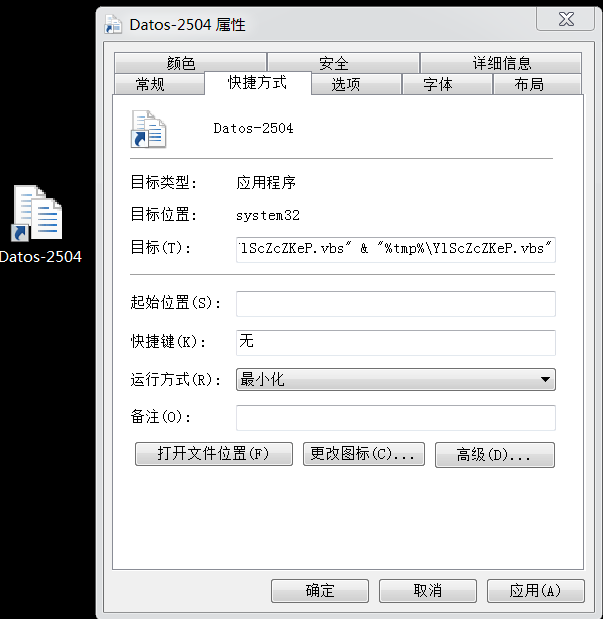 Datos-2504 属性
颜色 安全 详细信息
常规 快捷方式 选项 字体 布局
Datos-2504
目标类型: 应用程序
目标位置: system32
目标(T): lScZcZKeP.vbs" & "%tmp%\YlScZcZKeP.vbs"
起始位置(S):
快捷键(K): 无
运行方式(R): 最小化
备注(O):
打开文件位置(F) 更改图标(C)... 高级(D)...
确定 取消 应用(A)
Datos-2504